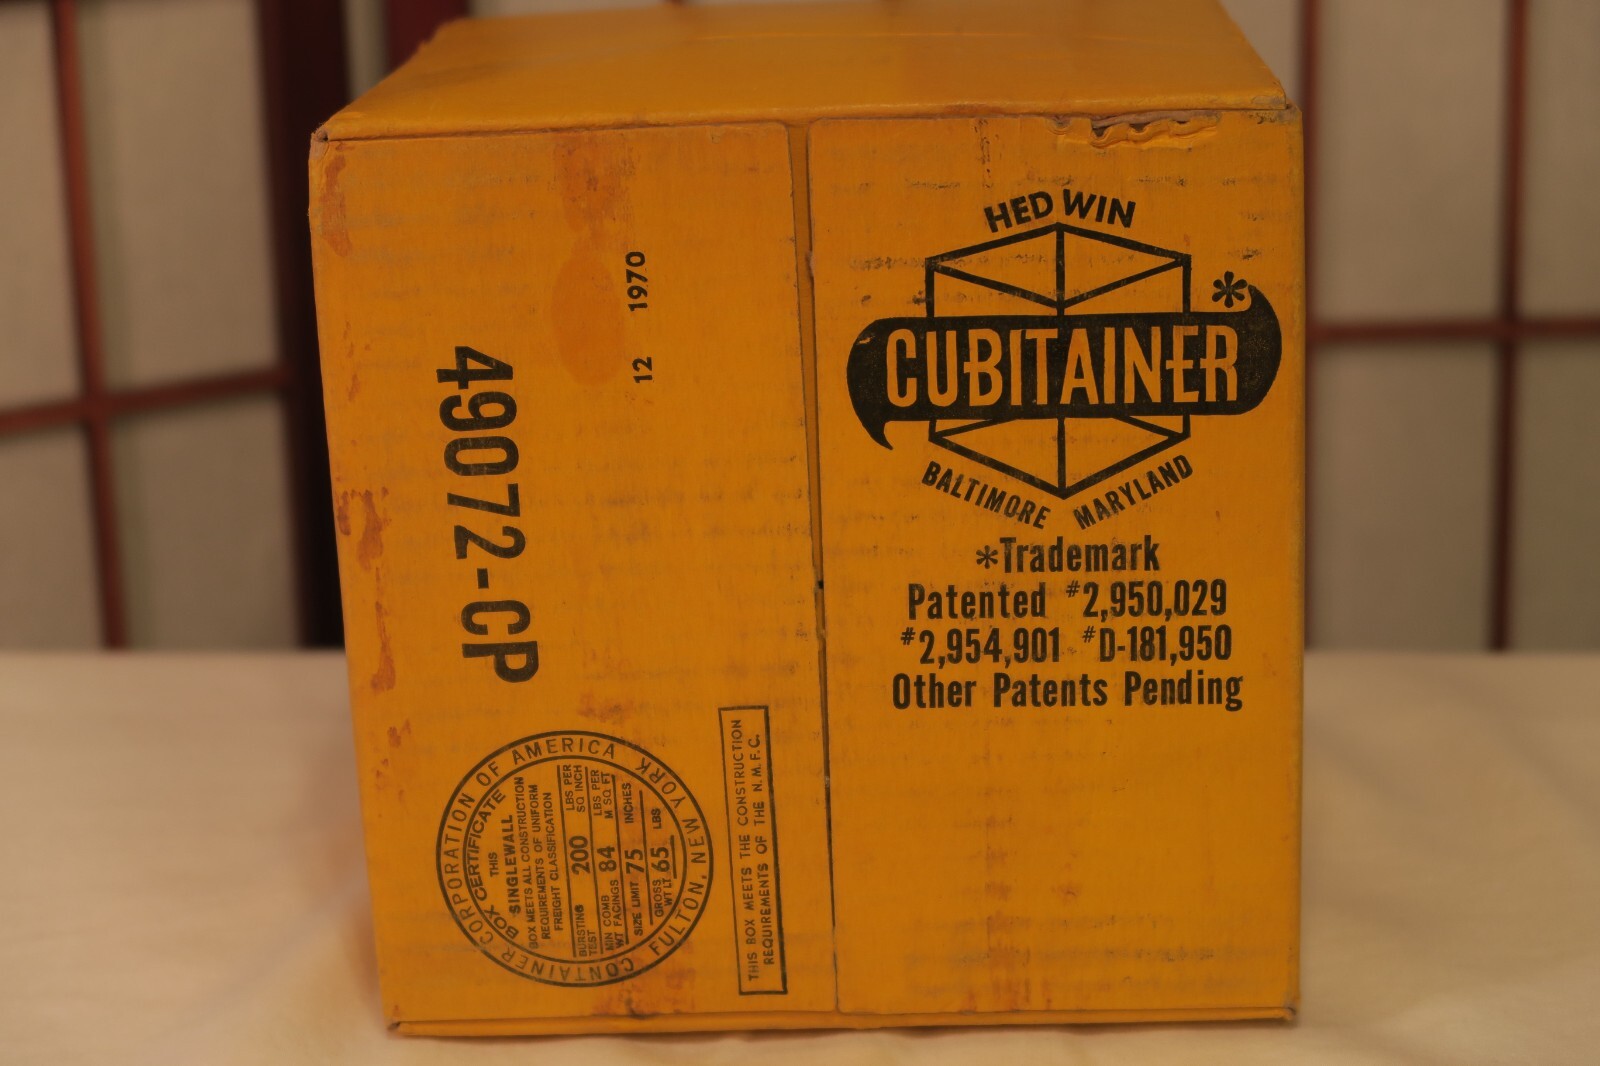 HEDWIN
CUBITAINER*
BALTIMORE MARYLAND
*Trademark
Patented #2,950,029
#2,954,901 #D-181,950
Other Patents Pending
49072-CP
12 1970
CONTAINER CORPORATION OF AMERICA
BOX CERTIFICATE
THIS
SINGLEWALL
BOX MEETS ALL CONSTRUCTION
REQUIREMENTS OF UNIFORM
FREIGHT CLASSIFICATION
BURSTING TEST 200 LBS PER SQ INCH
MIN COMB WT FACINGS 84 LBS PER M SQ FT
SIZE LIMIT 75 INCHES
GROSS WT LT 65 LBS
FULTON, NEW YORK
THIS BOX MEETS THE CONSTRUCTION
REQUIREMENTS OF THE N.M.F.C.